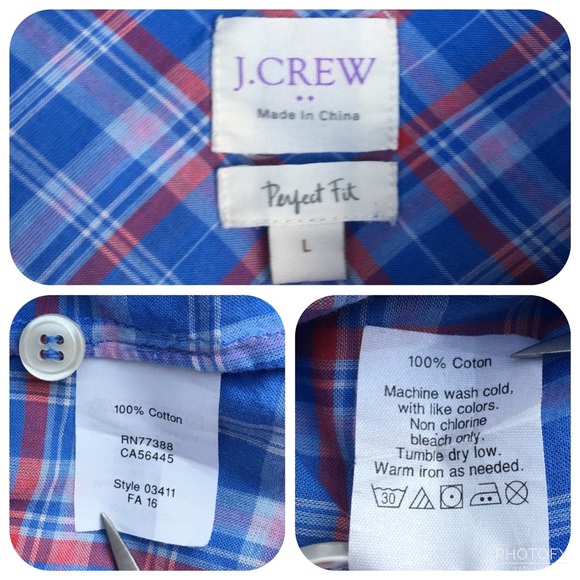 J.CREW
Made In China
Perfect Fit
L
100% Cotton
RN77388
CA56445
Style 03411
FA 16
100% Coton
Machine wash cold,
with like colors.
Non chlorine
bleach only.
Tumble dry low.
Warm iron as needed.
30
PHOTOFY